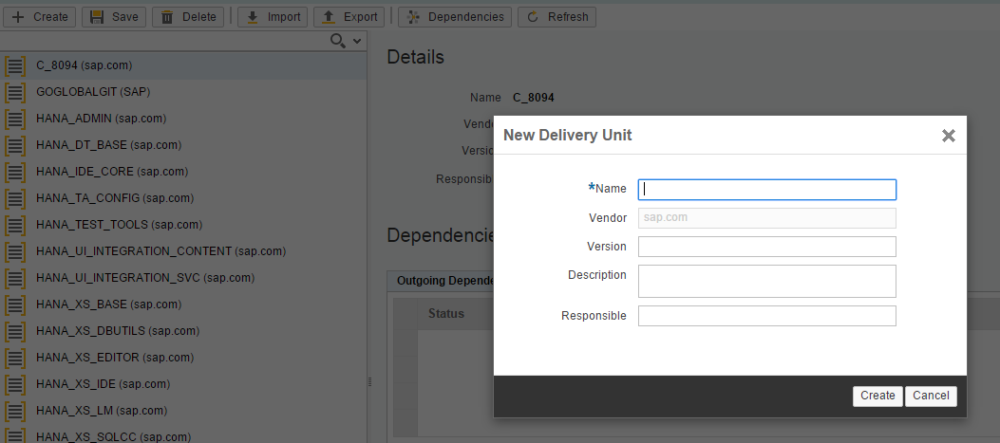 Create Save Delete Import Export Dependencies Refresh
C_8094 (sap.com)
GOGLOBALGIT (SAP)
HANA_ADMIN (sap.com)
HANA_DT_BASE (sap.com)
HANA_IDE_CORE (sap.com)
HANA_TA_CONFIG (sap.com)
HANA_TEST_TOOLS (sap.com)
HANA_UI_INTEGRATION_CONTENT (sap.com)
HANA_UI_INTEGRATION_SVC (sap.com)
HANA_XS_BASE (sap.com)
HANA_XS_DBUTILS (sap.com)
HANA_XS_EDITOR (sap.com)
HANA_XS_IDE (sap.com)
HANA_XS_LM (sap.com)
HANA_XS_SQLCC (sap.com)
Details
Name C_8094
Vendo
Versio
Responsib
Dependenci
Outgoing Depende
Status
New Delivery Unit
*Name
Vendor sap.com
Version
Description
Responsible
Create Cancel